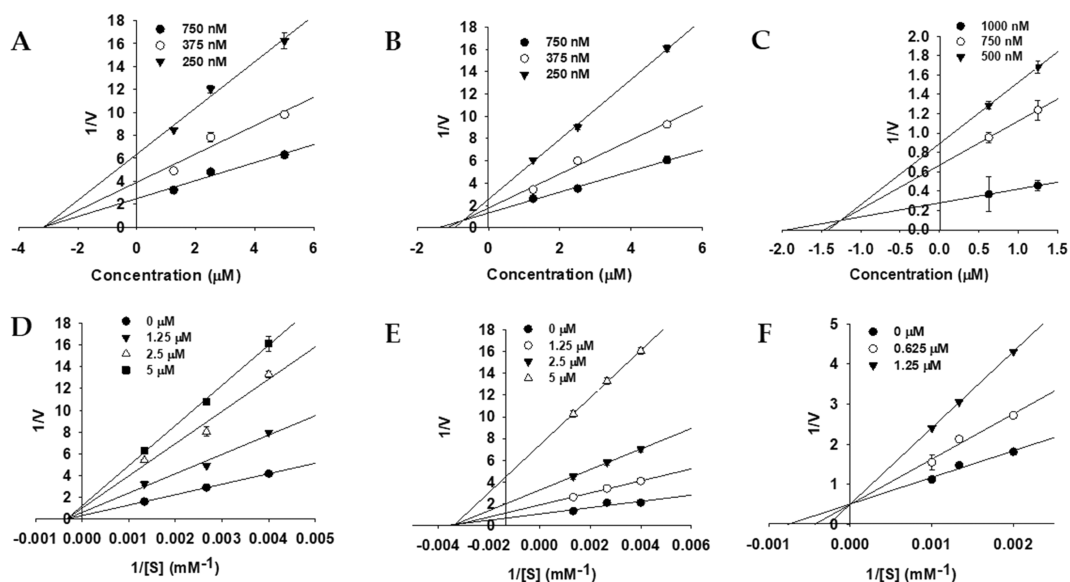 A
750 nM
375 nM
250 nM
18
16
14
12
10
8
6
4
2
0
1/V
-4 -2 0 2 4 6
Concentration (µM)
B
750 nM
375 nM
250 nM
18
16
14
12
10
8
6
4
2
0
1/V
-2 0 2 4 6
Concentration (µM)
C
1000 nM
750 nM
500 nM
2.0
1.8
1.6
1.4
1.2
1.0
0.8
0.6
0.4
0.2
0.0
1/V
-2.0 -1.5 -1.0 -0.5 0.0 0.5 1.0 1.5
Concentration (µM)
D
0 µM
1.25 µM
2.5 µM
5 µM
18
16
14
12
10
8
6
4
2
0
1/V
-0.001 0.000 0.001 0.002 0.003 0.004 0.005
1/[S] (mM-1)
E
0 µM
1.25 µM
2.5 µM
5 µM
18
16
14
12
10
8
6
4
2
0
1/V
-0.004 -0.002 0.000 0.002 0.004 0.006
1/[S] (mM-1)
F
0 µM
0.625 µM
1.25 µM
5
4
3
2
1
0
1/V
-0.001 0.000 0.001 0.002
1/[S] (mM-1)